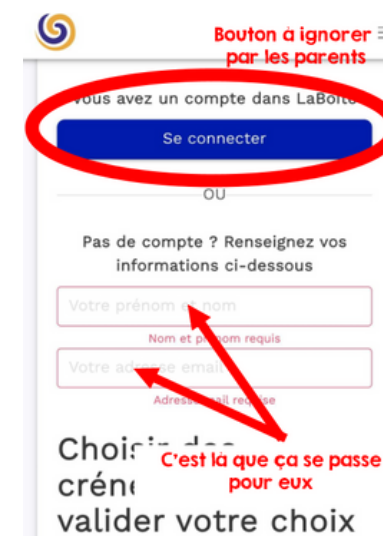 Bouton à ignorer
par les parents
Vous avez un compte dans LaBoîte
Se connecter
OU
Pas de compte ? Renseignez vos
informations ci-dessous
Votre prénom et nom
Nom et prénom requis
Votre adresse email
Adresse email requise
Choisir des
C'est là que ça se passe
pour eux
valider votre choix